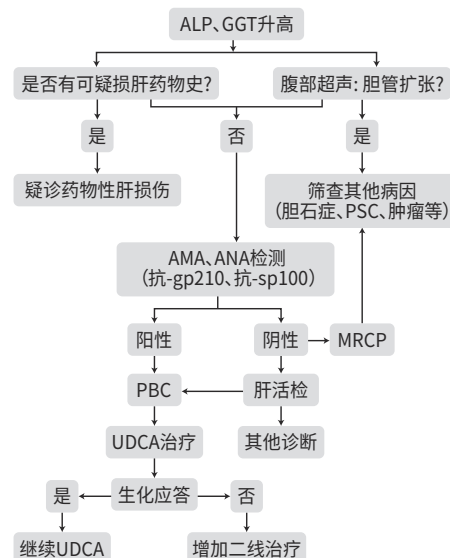 ALP、GGT升高
是否有可疑损肝药物史?
腹部超声: 胆管扩张?
是
否
是
疑诊药物性肝损伤
筛查其他病因
(胆石症、PSC、肿瘤等)
AMA、ANA检测
(抗-gp210、抗-sp100)
阳性
阴性
MRCP
PBC
肝活检
UDCA治疗
其他诊断
是
生化应答
否
继续UDCA
增加二线治疗